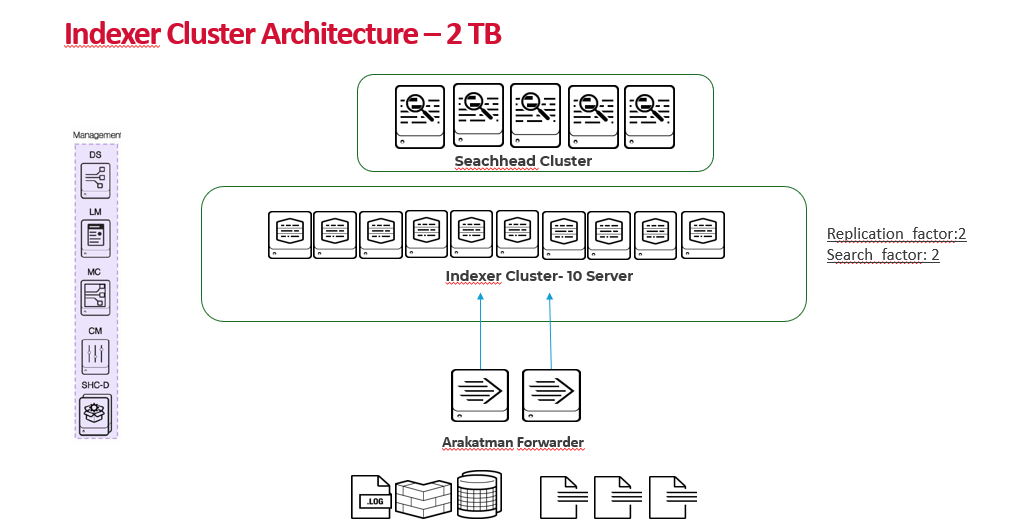 Indexer Cluster Architecture – 2 TB
Seachhead Cluster
Management
DS
LM
MC
CM
SHC-D
Indexer Cluster- 10 Server
Replication_factor:2
Search_factor: 2
Arakatman Forwarder
.LOG